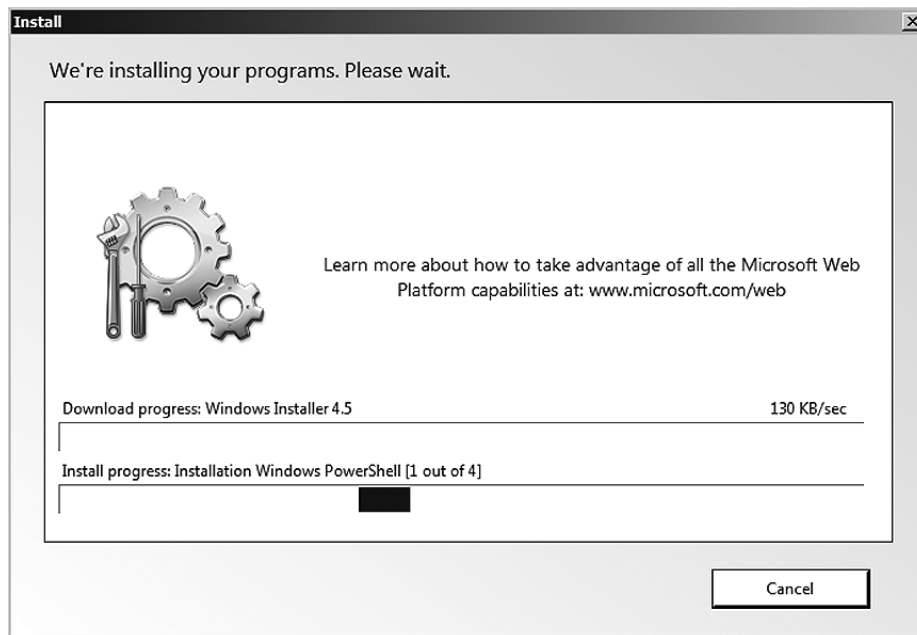 Install
We're installing your programs. Please wait.
Learn more about how to take advantage of all the Microsoft Web
Platform capabilities at: www.microsoft.com/web
Download progress: Windows Installer 4.5 130 KB/sec
Install progress: Installation Windows PowerShell [1 out of 4]
Cancel